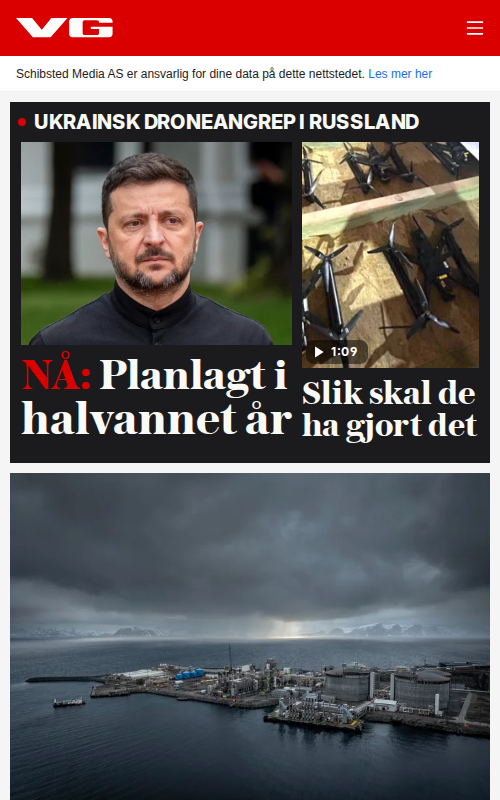 VG
Schibsted Media AS er ansvarlig for dine data på dette nettstedet. Les mer her
UKRAINSK DRONEANGREP I RUSSLAND
1:09
NÅ: Planlagt i
halvannet år
Slik skal de
ha gjort det